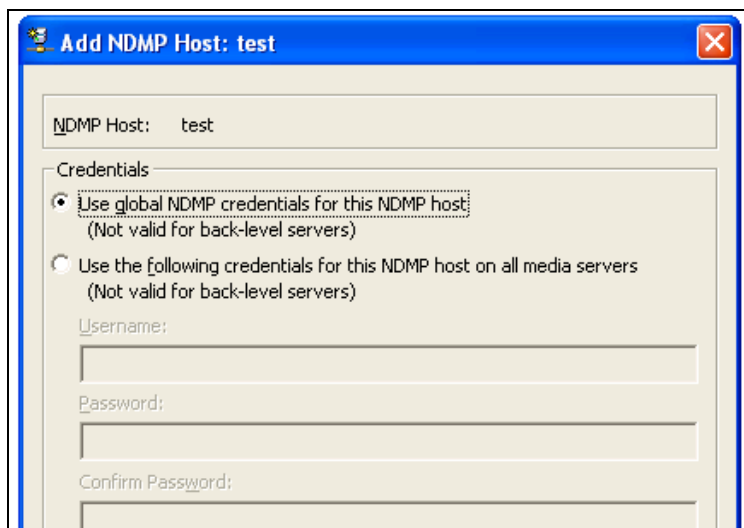 Add NDMP Host: test
NDMP Host: test
Credentials
Use global NDMP credentials for this NDMP host
(Not valid for back-level servers)
Use the following credentials for this NDMP host on all media servers
(Not valid for back-level servers)
Username:
Password:
Confirm Password: